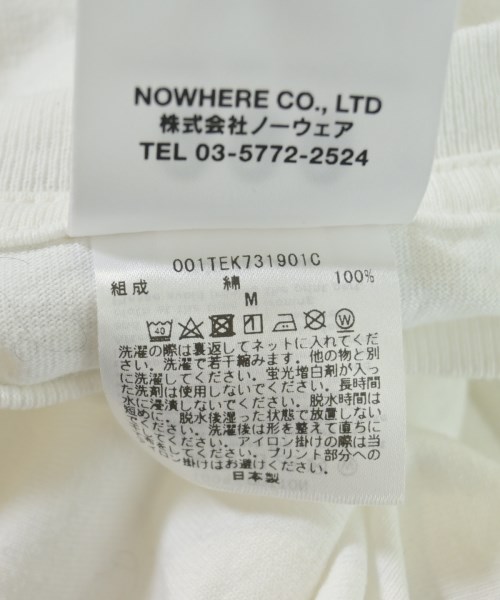 NOWHERE CO., LTD
株式会社ノーウェア
TEL 03-5772-2524
001TEK731901C
組成 綿 100%
M
40
洗濯の際は裏返してネットに入れてくだ
さい。洗濯で若干縮みます。他の物と別
に洗濯してください。蛍光増白剤が入っ
た洗剤は使用しないでください。長時間
水に浸漬しないでください。脱水時間は
短めに。脱水後湿った状態で放置しない
でください。洗濯後は形を整えて直ちに
してください。アイロン掛けの際は当
てください。プリント部分への
ン掛けはお避けください。
日本製